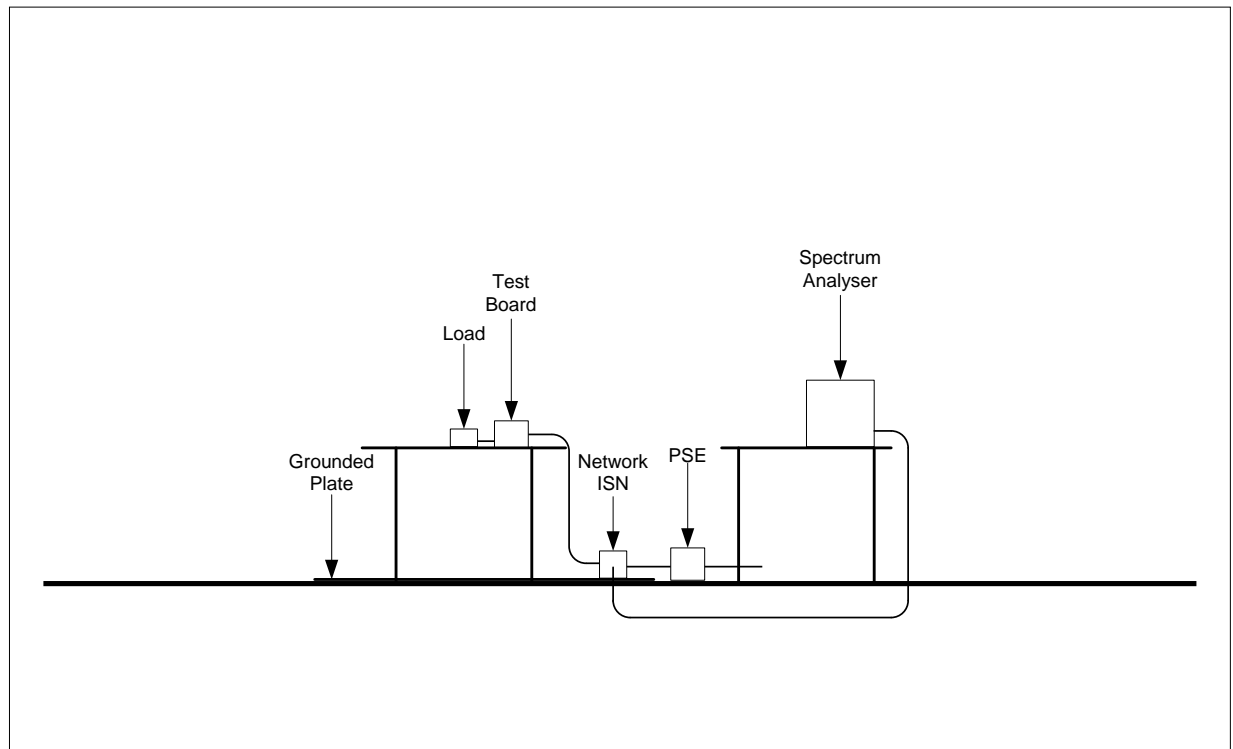 Spectrum
Analyser
Test
Board
Load
Grounded
Plate
Network
ISN
PSE